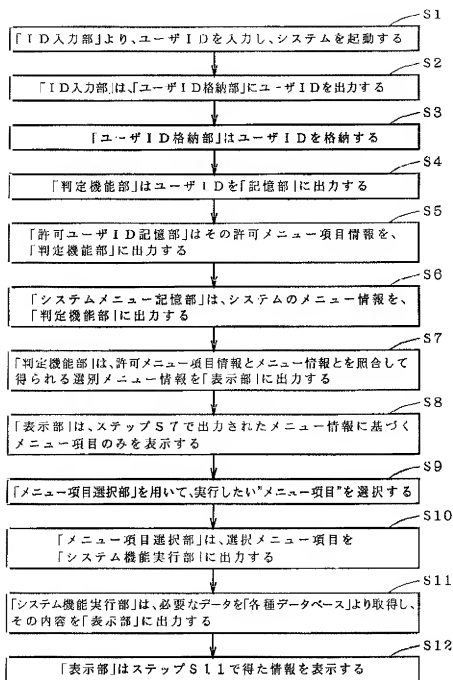 S1
「ID入力部」より、ユーザIDを入力し、システムを起動する
S2
「ID入力部」は、「ユーザID格納部」にユーザIDを出力する
S3
「ユーザID格納部」はユーザIDを格納する
S4
「判定機能部」はユーザIDを「記憶部」に出力する
S5
「許可ユーザID記憶部」はその許可メニュー項目情報を、
「判定機能部」に出力する
S6
「システムメニュー記憶部」は、システムのメニュー情報を、
「判定機能部」に出力する
S7
「判定機能部」は、許可メニュー項目情報とメニュー情報とを照合して
得られる選別メニュー情報を「表示部」に出力する
S8
「表示部」は、ステップS7で出力されたメニュー情報に基づく
メニュー項目のみを表示する
S9
「メニュー項目選択部」を用いて、実行したい"メニュー項目"を選択する
S10
「メニュー項目選択部」は、選択メニュー項目を
「システム機能実行部」に出力する
S11
「システム機能実行部」は、必要なデータを「各種データベース」より取得し、
その内容を「表示部」に出力する
S12
「表示部」はステップS11で得た情報を表示する